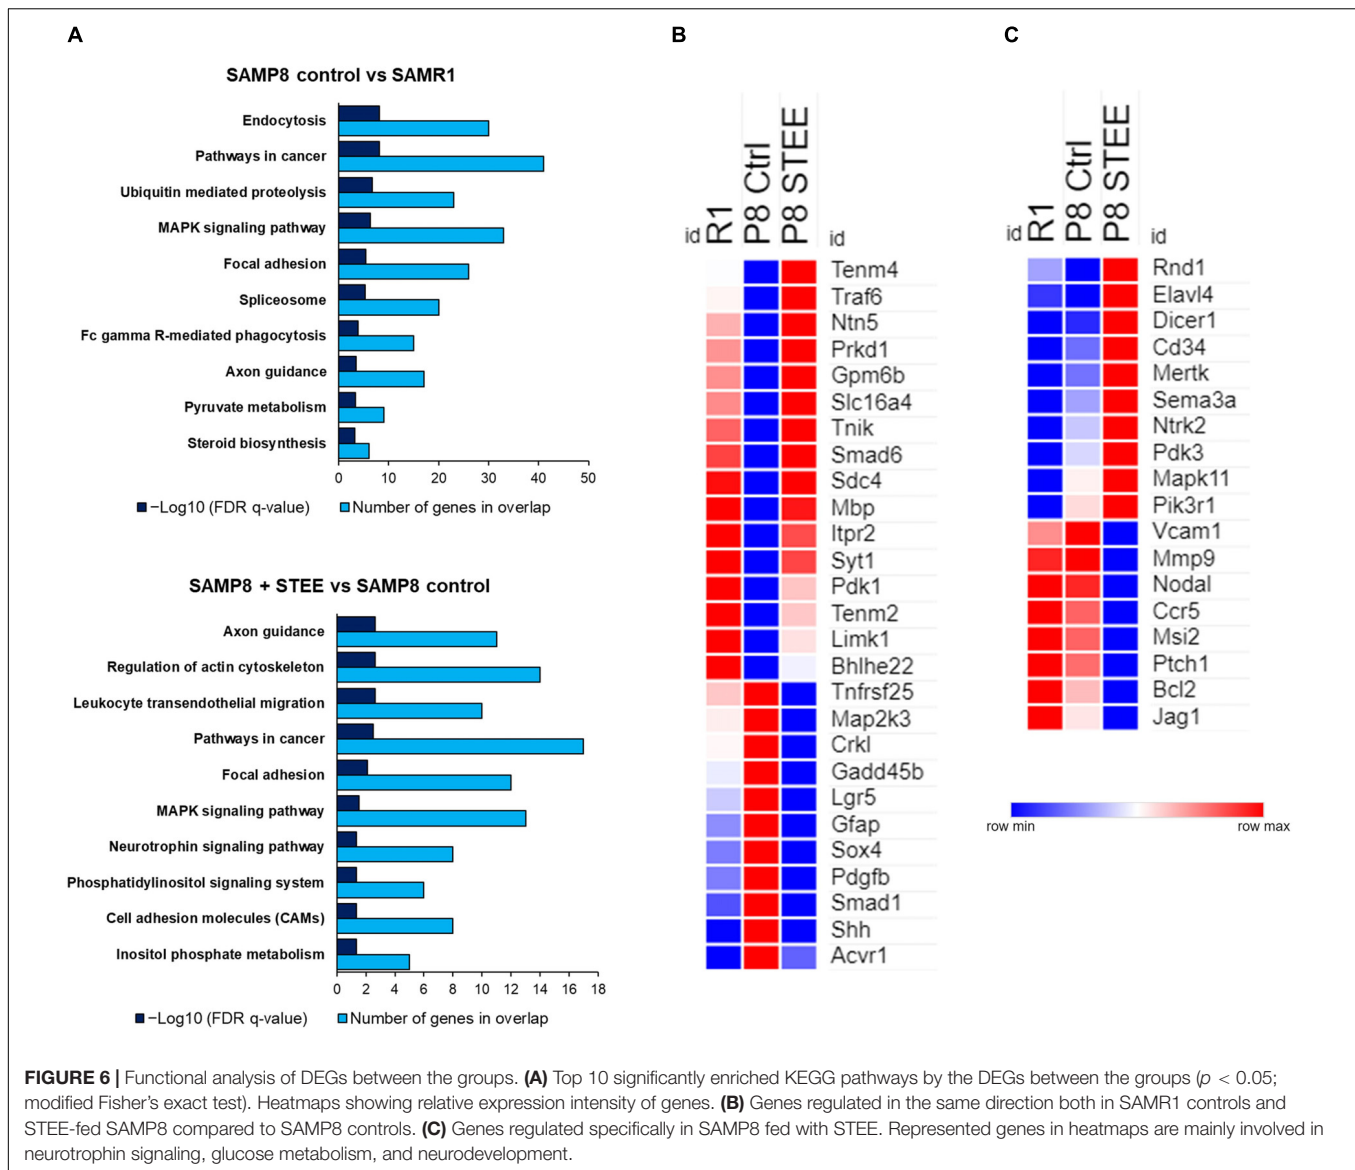 A
SAMP8 control vs SAMR1
Endocytosis
Pathways in cancer
Ubiquitin mediated proteolysis
MAPK signaling pathway
Focal adhesion
Spliceosome
Fc gamma R-mediated phagocytosis
Axon guidance
Pyruvate metabolism
Steroid biosynthesis
0 10 20 30 40 50
−Log10 (FDR q-value) Number of genes in overlap
SAMP8 + STEE vs SAMP8 control
Axon guidance
Regulation of actin cytoskeleton
Leukocyte transendothelial migration
Pathways in cancer
Focal adhesion
MAPK signaling pathway
Neurotrophin signaling pathway
Phosphatidylinositol signaling system
Cell adhesion molecules (CAMs)
Inositol phosphate metabolism
0 2 4 6 8 10 12 14 16 18
−Log10 (FDR q-value) Number of genes in overlap
B
id R1 P8 Ctrl P8 STEE id
Tenm4
Traf6
Ntn5
Prkd1
Gpm6b
Slc16a4
Tnik
Smad6
Sdc4
Mbp
Itpr2
Syt1
Pdk1
Tenm2
Limk1
Bhlhe22
Tnfrsf25
Map2k3
Crkl
Gadd45b
Lgr5
Gfap
Sox4
Pdgfb
Smad1
Shh
Acvr1
C
id R1 P8 Ctrl P8 STEE id
Rnd1
Elavl4
Dicer1
Cd34
Mertk
Sema3a
Ntrk2
Pdk3
Mapk11
Pik3r1
Vcam1
Mmp9
Nodal
Ccr5
Msi2
Ptch1
Bcl2
Jag1
row min row max
FIGURE 6 | Functional analysis of DEGs between the groups. (A) Top 10 significantly enriched KEGG pathways by the DEGs between the groups (p < 0.05;
modified Fisher's exact test). Heatmaps showing relative expression intensity of genes. (B) Genes regulated in the same direction both in SAMR1 controls and
STEE-fed SAMP8 compared to SAMP8 controls. (C) Genes regulated specifically in SAMP8 fed with STEE. Represented genes in heatmaps are mainly involved in
neurotrophin signaling, glucose metabolism, and neurodevelopment.